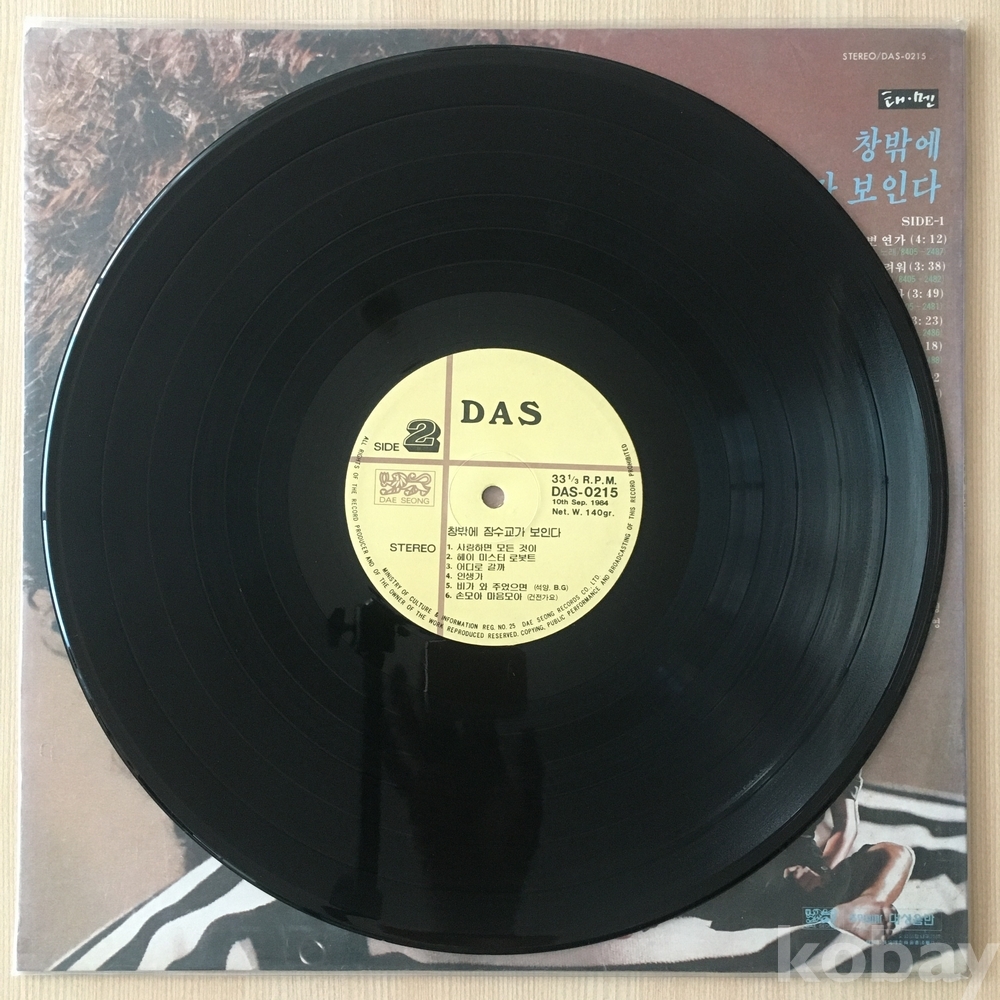 STEREO/DAS-0215
태·멘
창밖에
보인다
SIDE-1
연가 (4:12)
(3:38)
(3:49)
DAS
SIDE 2
DAE SEONG
STEREO
33 1/3 R.P.M.
DAS-0215
10th Sep. 1984
Net. W. 140gr.
창밖에 잠수교가 보인다
1. 사랑하면 모든 것이
2. 헤이 미스터 로보트
3. 어디로 갈까
4. 인생가
5. 비가 와 주었으면 (석양, B.G)
6. 손모아 마음모아 (건전가요)
ALL RIGHTS OF THE RECORD PRODUCER AND OF THE OWNER OF THE WORK REPRODUCED RESERVED. COPYING, PUBLIC PERFORMANCE AND BROADCASTING OF THIS RECORD PROHIBITED
MINISTRY OF CULTURE & INFORMATION REG. NO. 25 DAE SEONG RECORDS CO., LTD.
kobay